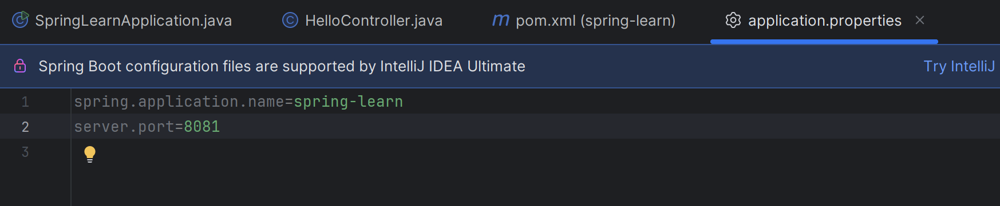 SpringLearnApplication.java HelloController.java pom.xml (spring-learn) application.properties
Spring Boot configuration files are supported by IntelliJ IDEA Ultimate Try IntelliJ
1 spring.application.name=spring-learn
2 server.port=8081
3